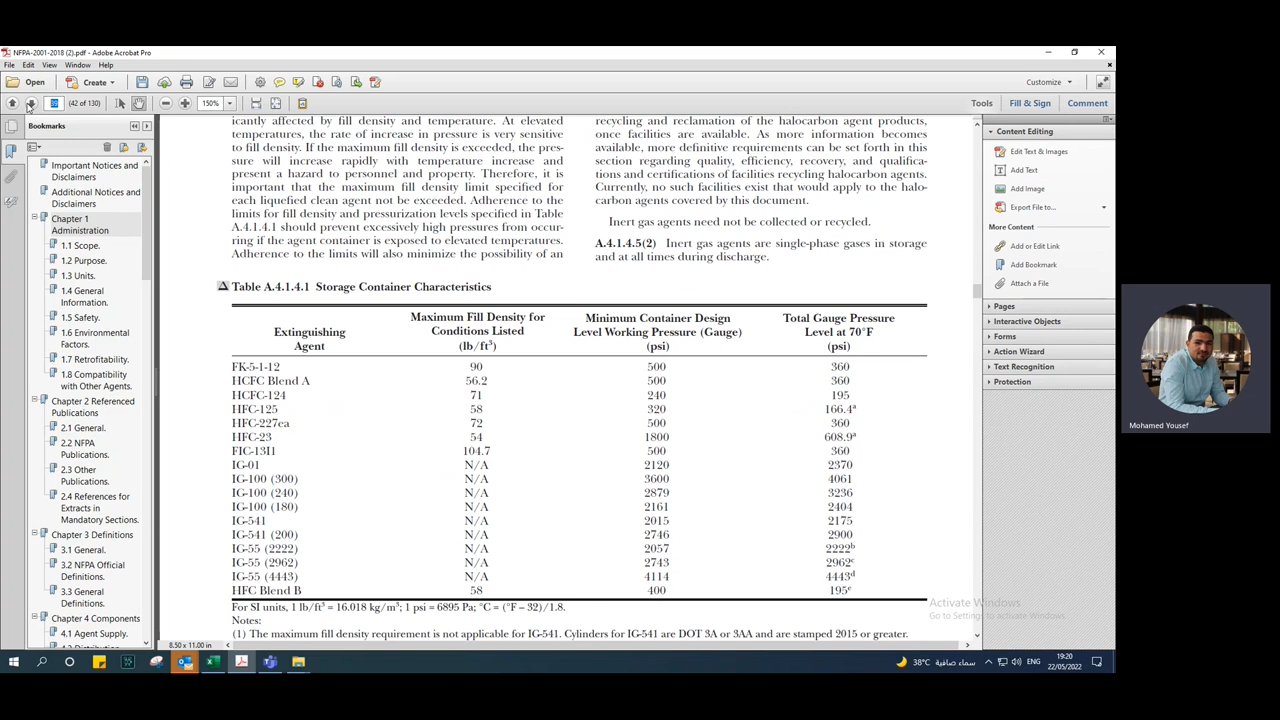 NFPA-2001-2018 (2).pdf - Adobe Acrobat Pro
File Edit View Window Help
Open Create Customize
39 (42 of 130) 150% Tools Fill & Sign Comment
Bookmarks
Important Notices and
Disclaimers
Additional Notices and
Disclaimers
Chapter 1
Administration
1.1 Scope.
1.2 Purpose.
1.3 Units.
1.4 General
Information.
1.5 Safety.
1.6 Environmental
Factors.
1.7 Retrofitability.
1.8 Compatibility
with Other Agents.
Chapter 2 Referenced
Publications
2.1 General.
2.2 NFPA
Publications.
2.3 Other
Publications.
2.4 References for
Extracts in
Mandatory Sections.
Chapter 3 Definitions
3.1 General.
3.2 NFPA Official
Definitions.
3.3 General
Definitions.
Chapter 4 Components
4.1 Agent Supply.
4.2 Distribution
icantly affected by fill density and temperature. At elevated
temperatures, the rate of increase in pressure is very sensitive
to fill density. If the maximum fill density is exceeded, the pres-
sure will increase rapidly with temperature increase and
present a hazard to personnel and property. Therefore, it is
important that the maximum fill density limit specified for
each liquefied clean agent not be exceeded. Adherence to the
limits for fill density and pressurization levels specified in Table
A.4.1.4.1 should prevent excessively high pressures from occur-
ring if the agent container is exposed to elevated temperatures.
Adherence to the limits will also minimize the possibility of an
recycling and reclamation of the halocarbon agent products,
once facilities are available. As more information becomes
available, more definitive requirements can be set forth in this
section regarding quality, efficiency, recovery, and qualifica-
tions and certifications of facilities recycling halocarbon agents.
Currently, no such facilities exist that would apply to the halo-
carbon agents covered by this document.
Inert gas agents need not be collected or recycled.
A.4.1.4.5(2) Inert gas agents are single-phase gases in storage
and at all times during discharge.
Δ Table A.4.1.4.1 Storage Container Characteristics
Extinguishing
Agent
Maximum Fill Density for
Conditions Listed
(lb/ft³)
Minimum Container Design
Level Working Pressure (Gauge)
(psi)
Total Gauge Pressure
Level at 70°F
(psi)
FK-5-1-12 90 500 360
HCFC Blend A 56.2 500 360
HCFC-124 71 240 195
HFC-125 58 320 166.4ᵃ
HFC-227ea 72 500 360
HFC-23 54 1800 608.9ᵃ
FIC-13I1 104.7 500 360
IG-01 N/A 2120 2370
IG-100 (300) N/A 3600 4061
IG-100 (240) N/A 2879 3236
IG-100 (180) N/A 2161 2404
IG-541 N/A 2015 2175
IG-541 (200) N/A 2746 2900
IG-55 (2222) N/A 2057 2222ᵇ
IG-55 (2962) N/A 2743 2962ᶜ
IG-55 (4443) N/A 4114 4443ᵈ
HFC Blend B 58 400 195ᵉ
For SI units, 1 lb/ft³ = 16.018 kg/m³; 1 psi = 6895 Pa; °C = (°F – 32)/1.8.
Notes:
(1) The maximum fill density requirement is not applicable for IG-541. Cylinders for IG-541 are DOT 3A or 3AA and are stamped 2015 or greater.
8.50 x 11.00 in
Content Editing
Edit Text & Images
Add Text
Add Image
Export File to...
More Content
Add or Edit Link
Add Bookmark
Attach a File
Pages
Interactive Objects
Forms
Action Wizard
Text Recognition
Protection
Activate Windows
Go to Settings to activate Windows.
Mohamed Yousef
38°C سماء صافية ENG
19:20
22/05/2022